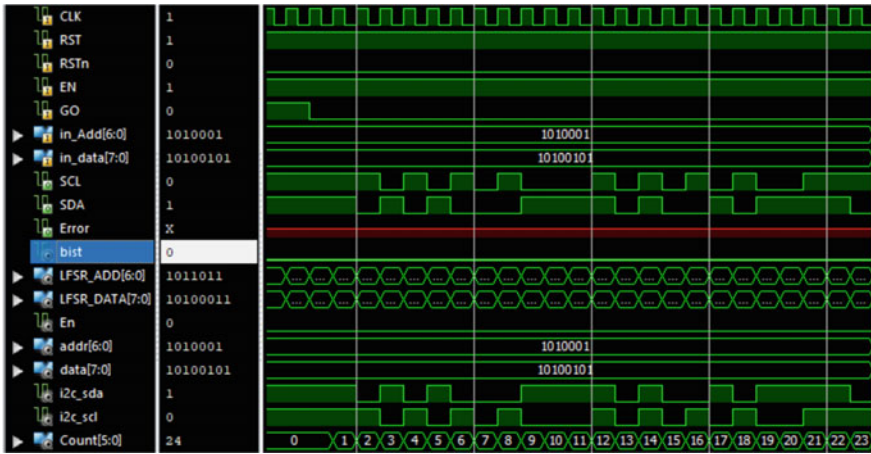 CLK 1
RST 1
RSTn 0
EN 1
GO 0
in_Add[6:0] 1010001 1010001
in_data[7:0] 10100101 10100101
SCL 0
SDA 1
Error X
bist 0
LFSR_ADD[6:0] 1011011 ... ... ... ... ... ... ... ... ... ... ... ... ... ... ... ... ... ... ... ... ... ... ... ... ...
LFSR_DATA[7:0] 10100011 ... ... ... ... ... ... ... ... ... ... ... ... ... ... ... ... ... ... ... ... ... ... ... ... ...
En 0
addr[6:0] 1010001 1010001
data[7:0] 10100101 10100101
i2c_sda 1
i2c_scl 0
Count[5:0] 24 0 1 2 3 4 5 6 7 8 9 10 11 12 13 14 15 16 17 18 19 20 21 22 23